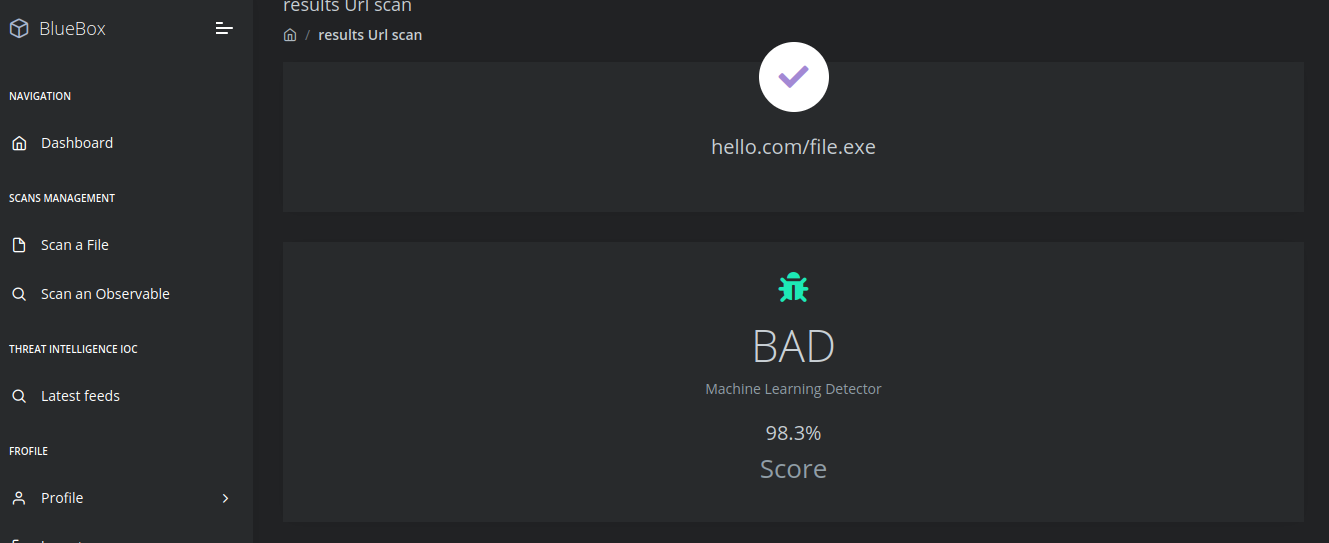 BlueBox
NAVIGATION
Dashboard
SCANS MANAGEMENT
Scan a File
Scan an Observable
THREAT INTELLIGENCE IOC
Latest feeds
PROFILE
Profile
results Url scan
/ results Url scan
hello.com/file.exe
BAD
Machine Learning Detector
98.3%
Score